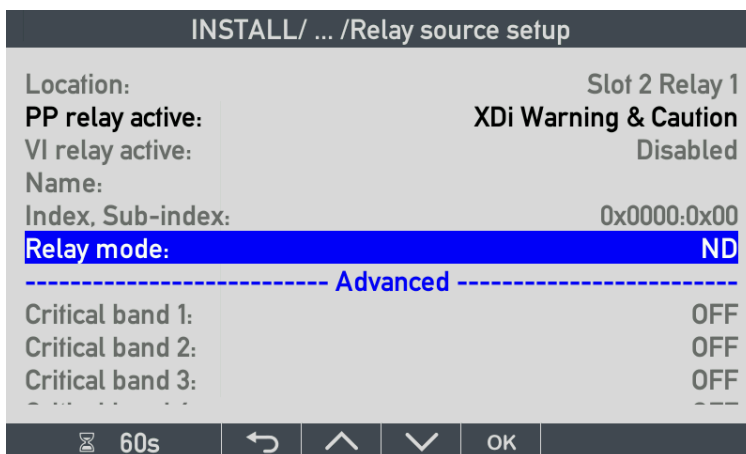 INSTALL/ ... /Relay source setup
Location: Slot 2 Relay 1
PP relay active: XDi Warning & Caution
VI relay active: Disabled
Name:
Index, Sub-index: 0x0000:0x00
Relay mode: ND
Advanced
Critical band 1: OFF
Critical band 2: OFF
Critical band 3: OFF
60s
OK